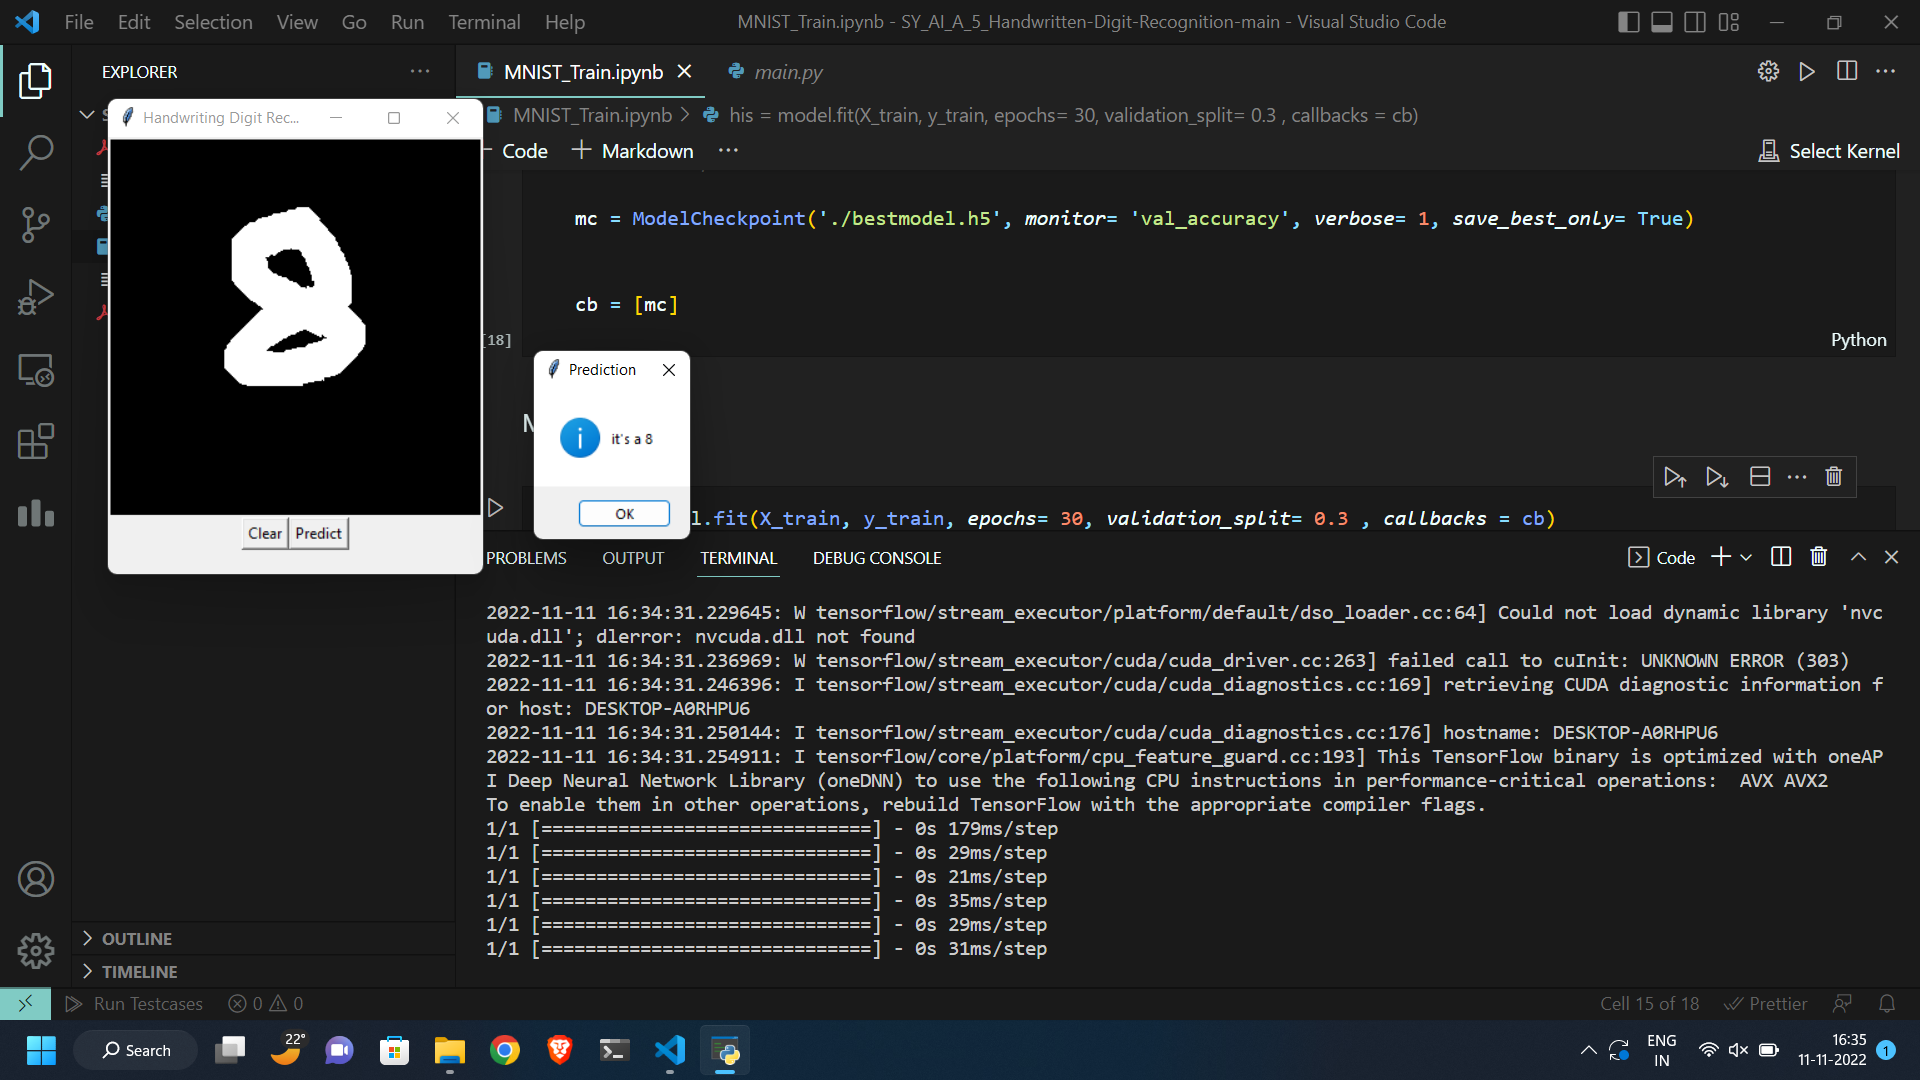 File Edit Selection View Go Run Terminal Help
MNIST_Train.ipynb - SY_AI_A_5_Handwritten-Digit-Recognition-main - Visual Studio Code
EXPLORER
MNIST_Train.ipynb
main.py
MNIST_Train.ipynb > his = model.fit(X_train, y_train, epochs= 30, validation_split= 0.3 , callbacks = cb)
Code + Markdown ...
Select Kernel
Handwriting Digit Rec...
8
Clear Predict
mc = ModelCheckpoint('./bestmodel.h5', monitor= 'val_accuracy', verbose= 1, save_best_only= True)
cb = [mc]
[18]
Python
Prediction
it's a 8
OK
l.fit(X_train, y_train, epochs= 30, validation_split= 0.3 , callbacks = cb)
PROBLEMS OUTPUT TERMINAL DEBUG CONSOLE
Code
2022-11-11 16:34:31.229645: W tensorflow/stream_executor/platform/default/dso_loader.cc:64] Could not load dynamic library 'nvc
uda.dll'; dlerror: nvcuda.dll not found
2022-11-11 16:34:31.236969: W tensorflow/stream_executor/cuda/cuda_driver.cc:263] failed call to cuInit: UNKNOWN ERROR (303)
2022-11-11 16:34:31.246396: I tensorflow/stream_executor/cuda/cuda_diagnostics.cc:169] retrieving CUDA diagnostic information f
or host: DESKTOP-A0RHPU6
2022-11-11 16:34:31.250144: I tensorflow/stream_executor/cuda/cuda_diagnostics.cc:176] hostname: DESKTOP-A0RHPU6
2022-11-11 16:34:31.254911: I tensorflow/core/platform/cpu_feature_guard.cc:193] This TensorFlow binary is optimized with oneAP
I Deep Neural Network Library (oneDNN) to use the following CPU instructions in performance-critical operations:  AVX AVX2
To enable them in other operations, rebuild TensorFlow with the appropriate compiler flags.
1/1 [==============================] - 0s 179ms/step
1/1 [==============================] - 0s 29ms/step
1/1 [==============================] - 0s 21ms/step
1/1 [==============================] - 0s 35ms/step
1/1 [==============================] - 0s 29ms/step
1/1 [==============================] - 0s 31ms/step
OUTLINE
TIMELINE
Run Testcases 0 0
Cell 15 of 18 Prettier
Search
22°
ENG
IN
16:35
11-11-2022
1